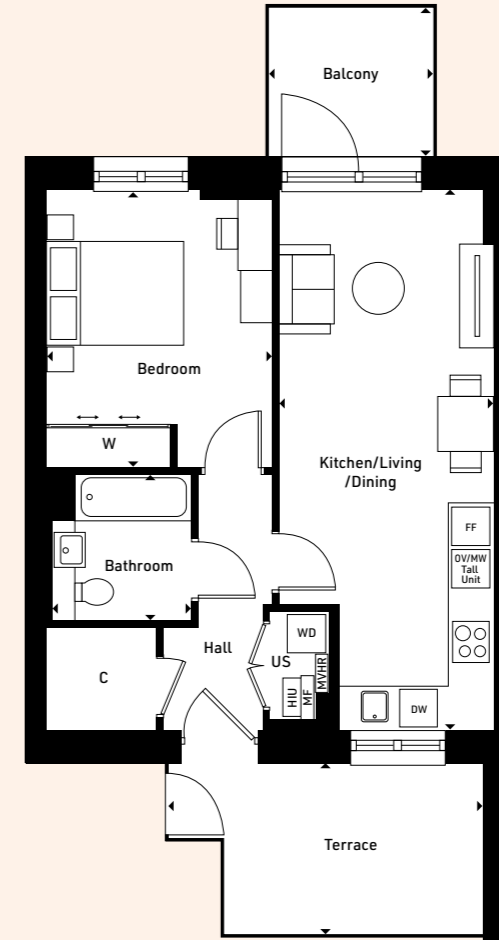 Balcony
Bedroom
W
Kitchen/Living
/Dining
FF
OV/MW
Tall
Unit
Bathroom
Hall
US
WD
MVHR
HIU
MF
C
DW
Terrace